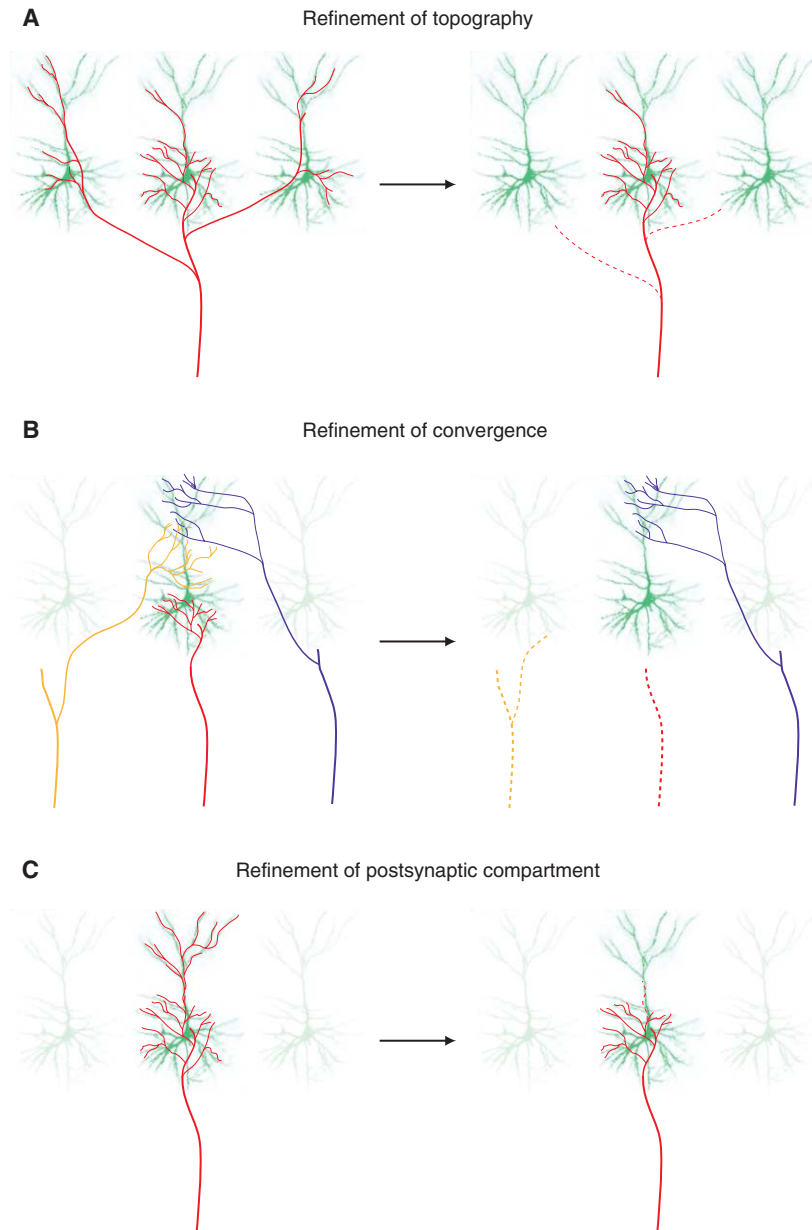 A
Refinement of topography
B
Refinement of convergence
C
Refinement of postsynaptic compartment